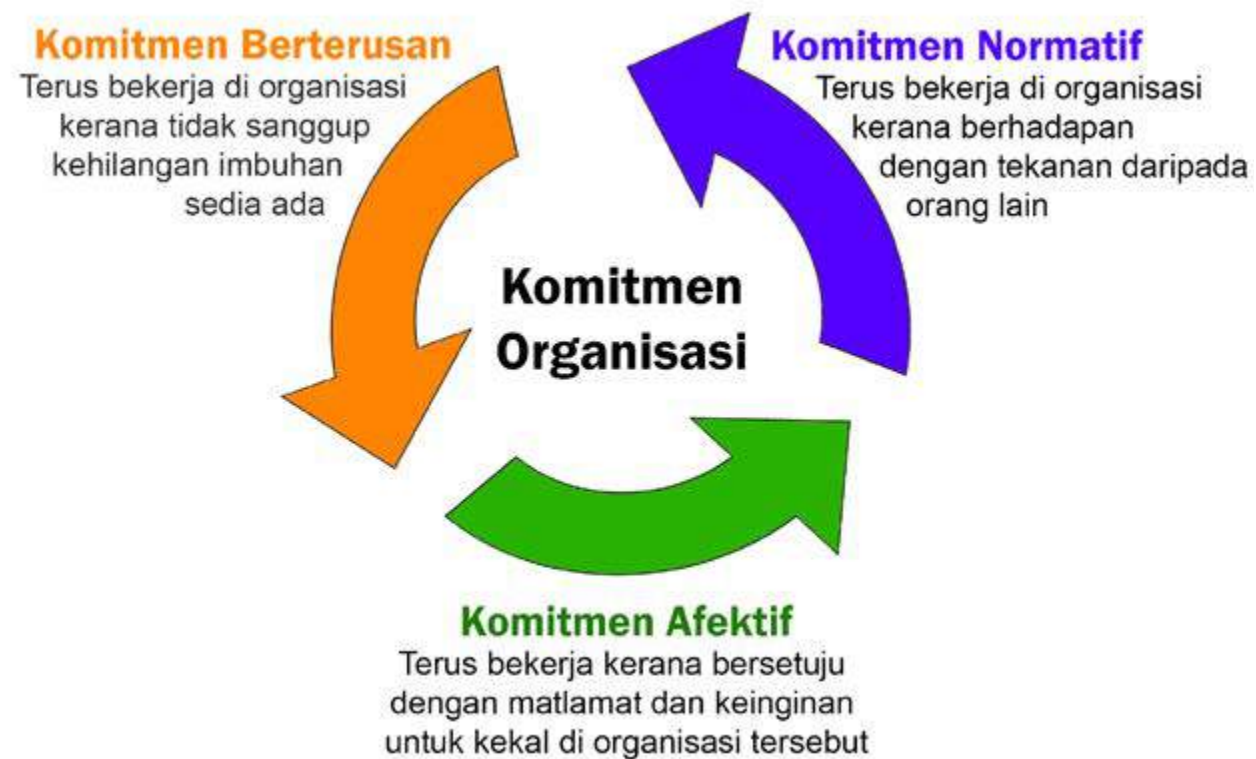 Komitmen Berterusan
Terus bekerja di organisasi
kerana tidak sanggup
kehilangan imbuhan
sedia ada
Komitmen Normatif
Terus bekerja di organisasi
kerana berhadapan
dengan tekanan daripada
orang lain
Komitmen
Organisasi
Komitmen Afektif
Terus bekerja kerana bersetuju
dengan matlamat dan keinginan
untuk kekal di organisasi tersebut